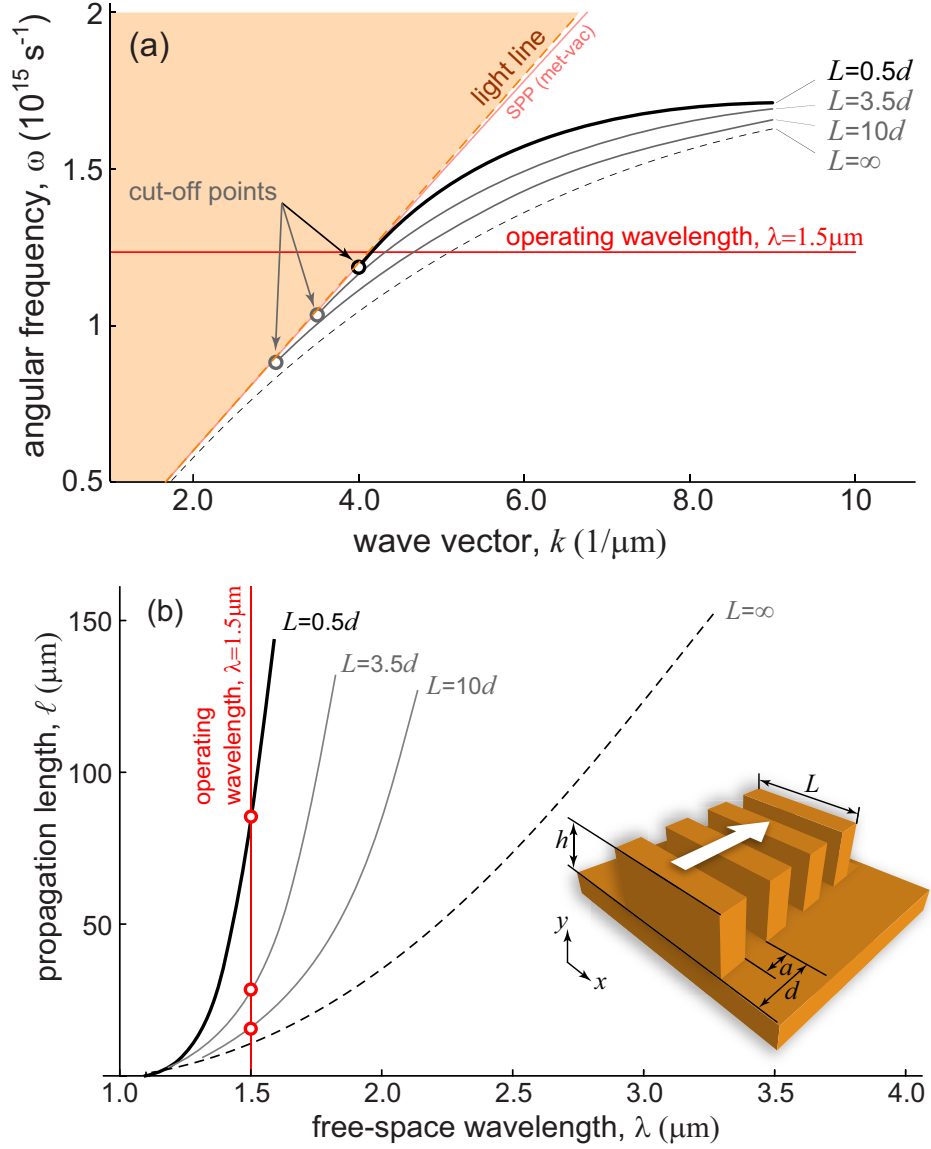 (a)
angular frequency, ω (10¹⁵ s⁻¹)
2
1.5
1
0.5
light line
SPP (met-vac)
L=0.5d
L=3.5d
L=10d
L=∞
cut-off points
operating wavelength, λ=1.5μm
2.0 4.0 6.0 8.0 10
wave vector, k (1/μm)
(b)
propagation length, ℓ (μm)
150
100
50
operating
wavelength, λ=1.5μm
L=0.5d
L=3.5d
L=10d
L=∞
L
h
y
x
a
d
1.0 1.5 2.0 2.5 3.0 3.5 4.0
free-space wavelength, λ (μm)